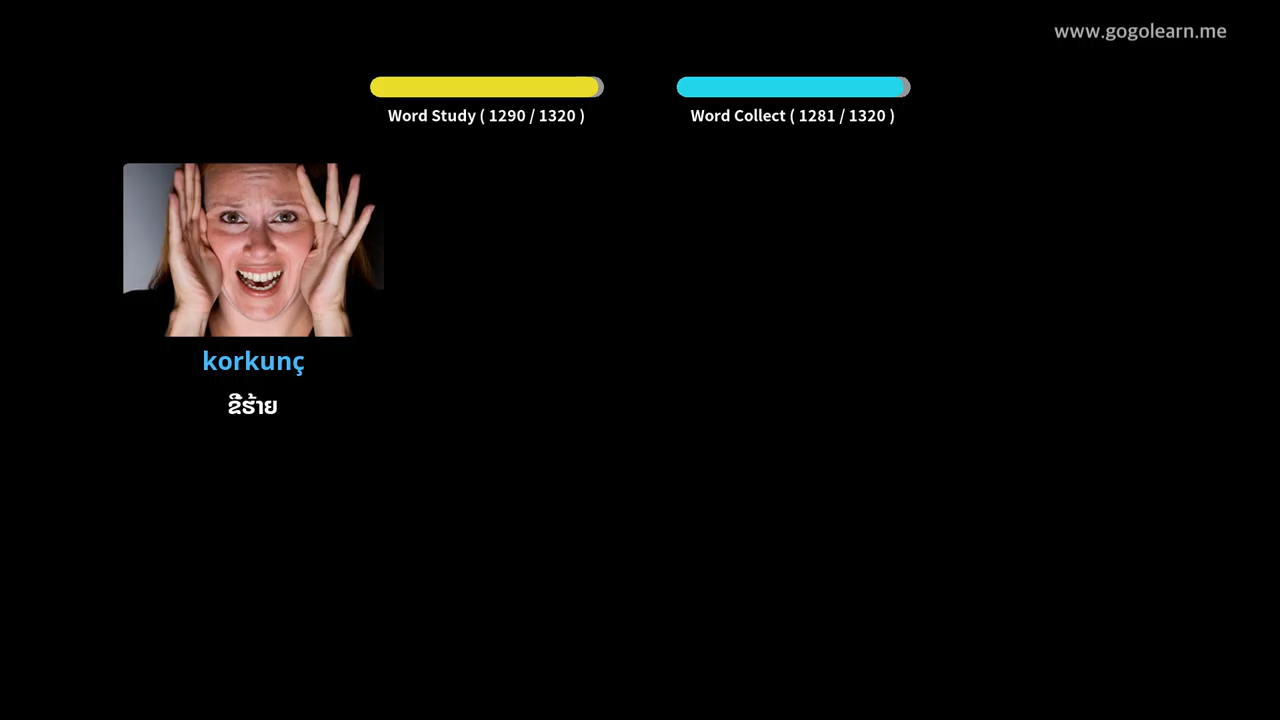 www.gogolearn.me
Word Study ( 1290 / 1320 )
Word Collect ( 1281 / 1320 )
korkunç
ຂີ້ຮ້າຍ